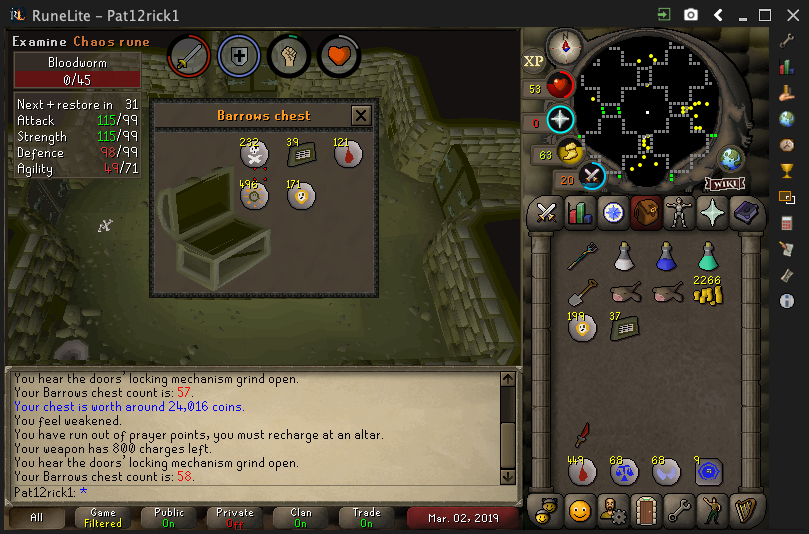 RuneLite - Pat12rick1
Examine Chaos rune
Bloodworm
0/45
Next + restore in 31
Attack 115/99
Strength 115/99
Defence 98/99
Agility 49/71
Barrows chest
232 39 121
496 171
XP
53
0
63
20
WIKI
2266
199 37
449 68 68 9
You hear the doors' locking mechanism grind open.
Your Barrows chest count is: 57.
Your chest is worth around 24,016 coins.
You feel weakened.
You have run out of prayer points, you must recharge at an altar.
Your weapon has 800 charges left.
You hear the doors' locking mechanism grind open.
Your Barrows chest count is: 58.
Pat12rick1: *
All
Game Filtered
Public On
Private Off
Clan On
Trade On
Mar. 02, 2019